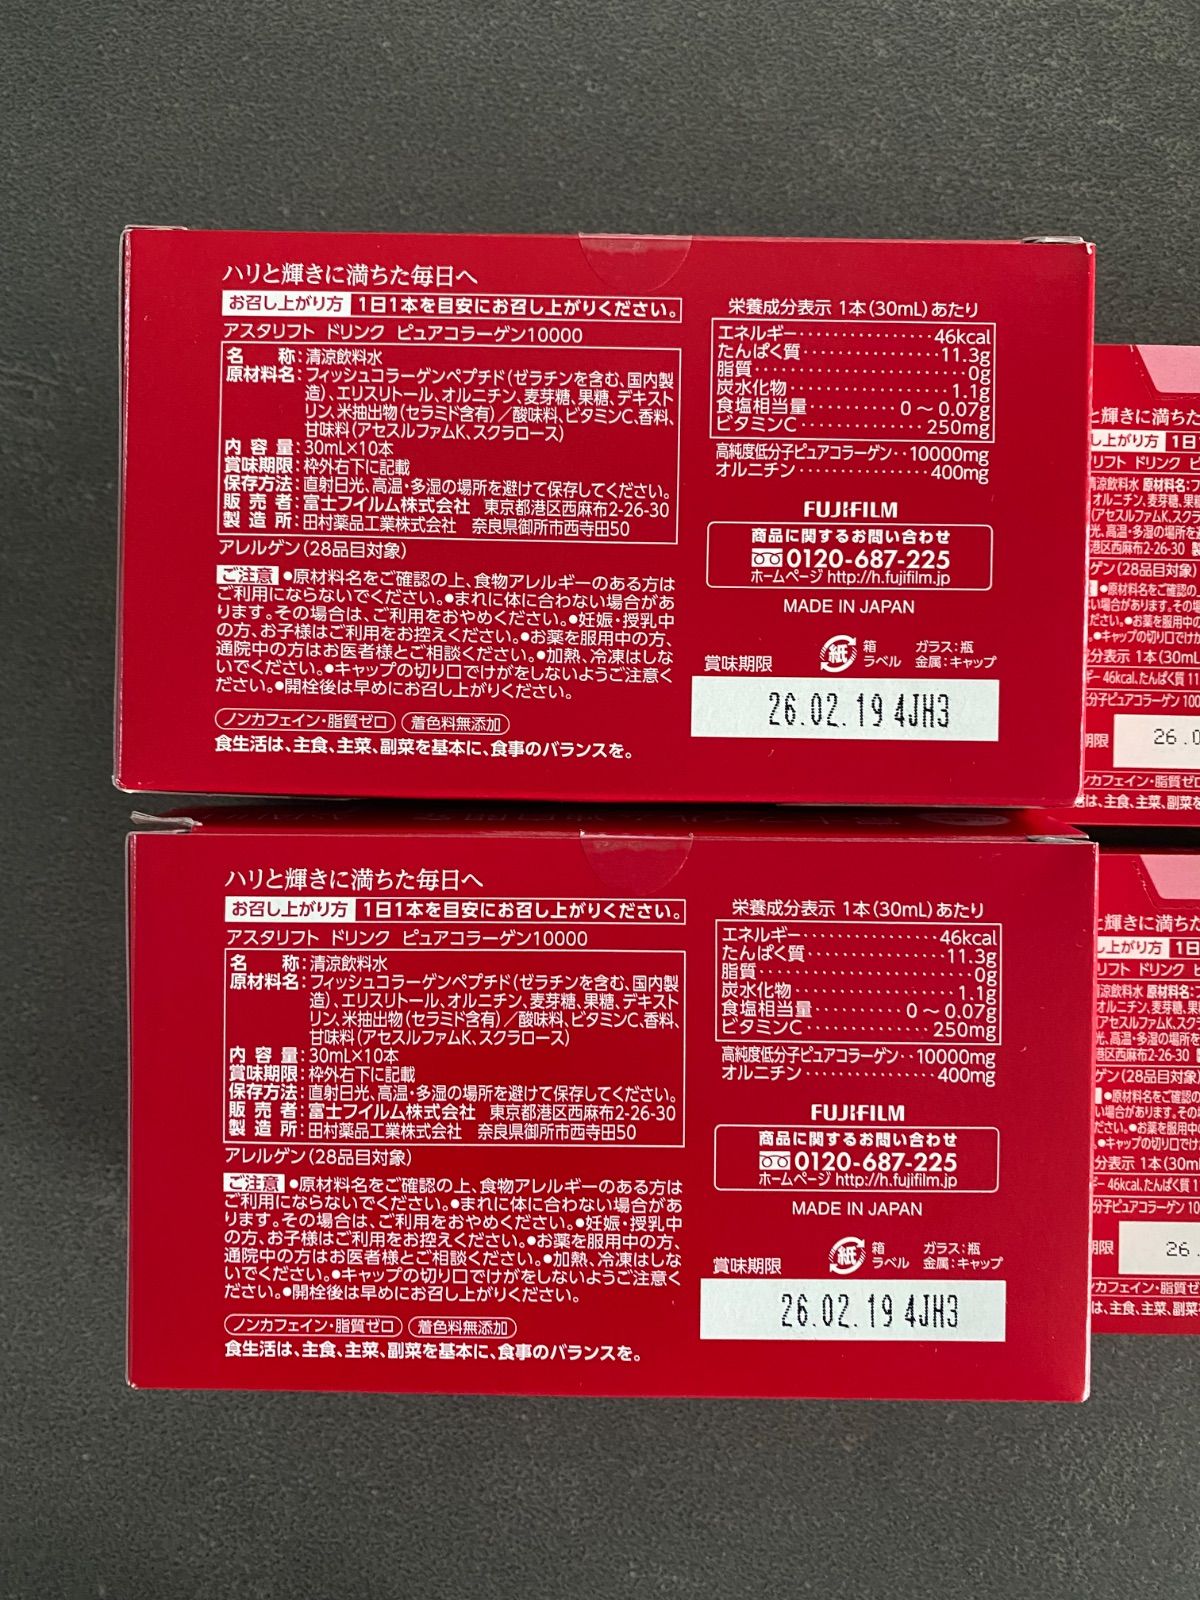 ハリと輝きに満ちた毎日へ
お召し上がり方 1日1本を目安にお召し上がりください。
アスタリフト ドリンク ピュアコラーゲン10000
名 称:清涼飲料水
原材料名:フィッシュコラーゲンペプチド(ゼラチンを含む、国内製
造)、エリスリトール、オルニチン、麦芽糖、果糖、デキスト
リン、米抽出物(セラミド含有)/酸味料、ビタミンC、香料、
甘味料(アセスルファムK、スクラロース)
内容量:30mL×10本
賞味期限:枠外右下に記載
保存方法:直射日光、高温・多湿の場所を避けて保存してください。
販売者:富士フイルム株式会社 東京都港区西麻布2-26-30
製造所:田村薬品工業株式会社 奈良県御所市西寺田50
アレルゲン(28品目対象)
ご注意 ●原材料名をご確認の上、食物アレルギーのある方は
ご利用にならないでください。●まれに体に合わない場合があ
ります。その場合は、ご利用をおやめください。●妊娠・授乳中
の方、お子様はご利用をお控えください。●お薬を服用中の方、
通院中の方はお医者様とご相談ください。●加熱、冷凍はしな
いでください。●キャップの切り口でけがをしないようご注意く
ださい。●開栓後は早めにお召し上がりください。
ノンカフェイン・脂質ゼロ 着色料無添加
食生活は、主食、主菜、副菜を基本に、食事のバランスを。
栄養成分表示 1本(30mL)あたり
エネルギー‥‥‥‥‥‥46kcal
たんぱく質‥‥‥‥‥‥11.3g
脂質‥‥‥‥‥‥‥‥‥0g
炭水化物‥‥‥‥‥‥‥1.1g
食塩相当量‥‥‥‥0～0.07g
ビタミンC‥‥‥‥‥‥250mg
高純度低分子ピュアコラーゲン‥10000mg
オルニチン‥‥‥‥‥‥400mg
FUJIFILM
商品に関するお問い合わせ
0120-687-225
ホームページ http://h.fujifilm.jp
MADE IN JAPAN
賞味期限
紙 箱 ラベル
ガラス:瓶
金属:キャップ
26.02.19 4JH3
ハリと輝きに満ちた毎日へ
お召し上がり方 1日1本を目安にお召し上がりください。
アスタリフト ドリンク ピュアコラーゲン10000
名 称:清涼飲料水
原材料名:フィッシュコラーゲンペプチド(ゼラチンを含む、国内製
造)、エリスリトール、オルニチン、麦芽糖、果糖、デキスト
リン、米抽出物(セラミド含有)/酸味料、ビタミンC、香料、
甘味料(アセスルファムK、スクラロース)
内容量:30mL×10本
賞味期限:枠外右下に記載
保存方法:直射日光、高温・多湿の場所を避けて保存してください。
販売者:富士フイルム株式会社 東京都港区西麻布2-26-30
製造所:田村薬品工業株式会社 奈良県御所市西寺田50
アレルゲン(28品目対象)
ご注意 ●原材料名をご確認の上、食物アレルギーのある方は
ご利用にならないでください。●まれに体に合わない場合があ
ります。その場合は、ご利用をおやめください。●妊娠・授乳中
の方、お子様はご利用をお控えください。●お薬を服用中の方、
通院中の方はお医者様とご相談ください。●加熱、冷凍はしな
いでください。●キャップの切り口でけがをしないようご注意く
ださい。●開栓後は早めにお召し上がりください。
ノンカフェイン・脂質ゼロ 着色料無添加
食生活は、主食、主菜、副菜を基本に、食事のバランスを。
栄養成分表示 1本(30mL)あたり
エネルギー‥‥‥‥‥‥46kcal
たんぱく質‥‥‥‥‥‥11.3g
脂質‥‥‥‥‥‥‥‥‥0g
炭水化物‥‥‥‥‥‥‥1.1g
食塩相当量‥‥‥‥0～0.07g
ビタミンC‥‥‥‥‥‥250mg
高純度低分子ピュアコラーゲン‥10000mg
オルニチン‥‥‥‥‥‥400mg
FUJIFILM
商品に関するお問い合わせ
0120-687-225
ホームページ http://h.fujifilm.jp
MADE IN JAPAN
賞味期限
紙 箱 ラベル
ガラス:瓶
金属:キャップ
26.02.19 4JH3